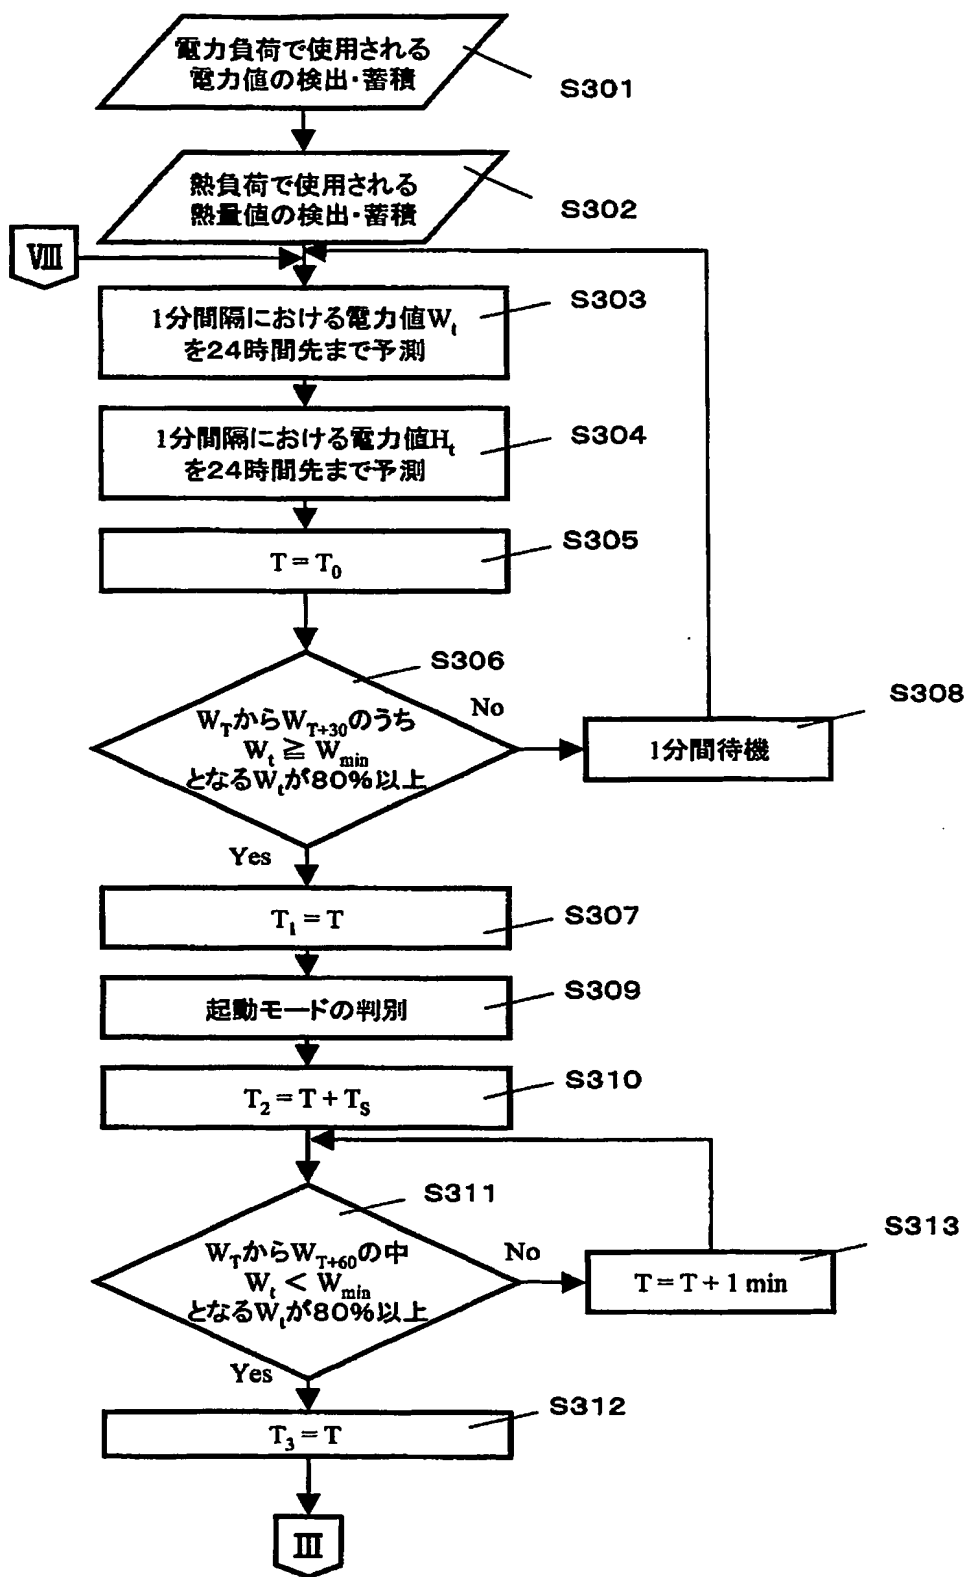 電力負荷で使用される
電力値の検出・蓄積
S301
熱負荷で使用される
熱量値の検出・蓄積
S302
VIII
1分間隔における電力値Wt
を24時間先まで予測
S303
1分間隔における電力値Ht
を24時間先まで予測
S304
T = T0
S305
WTからWT+30のうち
Wt ≧ Wmin
となるWtが80%以上
S306
No
1分間待機
S308
Yes
T1 = T
S307
起動モードの判別
S309
T2 = T + TS
S310
WTからWT+60の中
Wt < Wmin
となるWtが80%以上
S311
No
T = T + 1 min
S313
Yes
T3 = T
S312
III